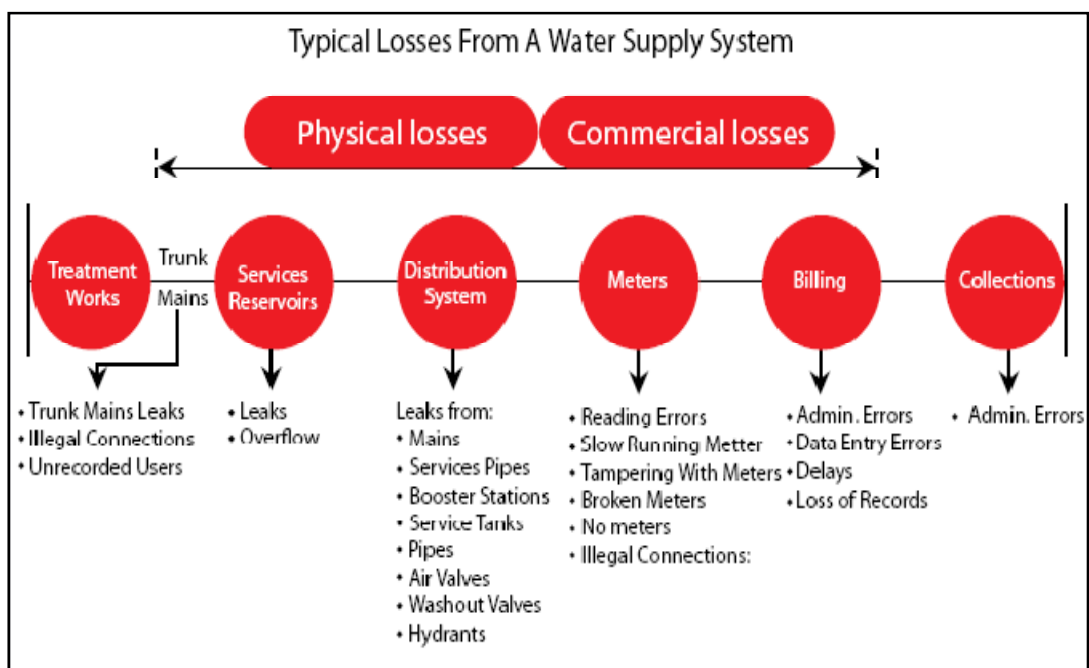 Typical Losses From A Water Supply System
Physical losses
Commercial losses
Treatment
Works
Trunk
Mains
Services
Reservoirs
Distribution
System
Meters
Billing
Collections
• Trunk Mains Leaks
• Illegal Connections
• Unrecorded Users
• Leaks
• Overflow
Leaks from:
• Mains
• Services Pipes
• Booster Stations
• Service Tanks
• Pipes
• Air Valves
• Washout Valves
• Hydrants
• Reading Errors
• Slow Running Metter
• Tampering With Meters
• Broken Meters
• No meters
• Illegal Connections:
• Admin. Errors
• Data Entry Errors
• Delays
• Loss of Records
• Admin. Errors